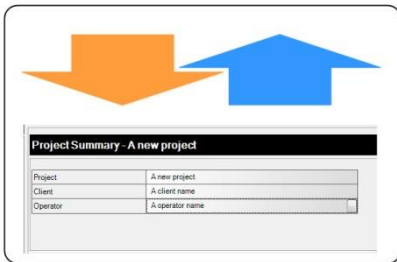 Project Summary - A new project
Project A new project
Client A client name
Operator A operator name